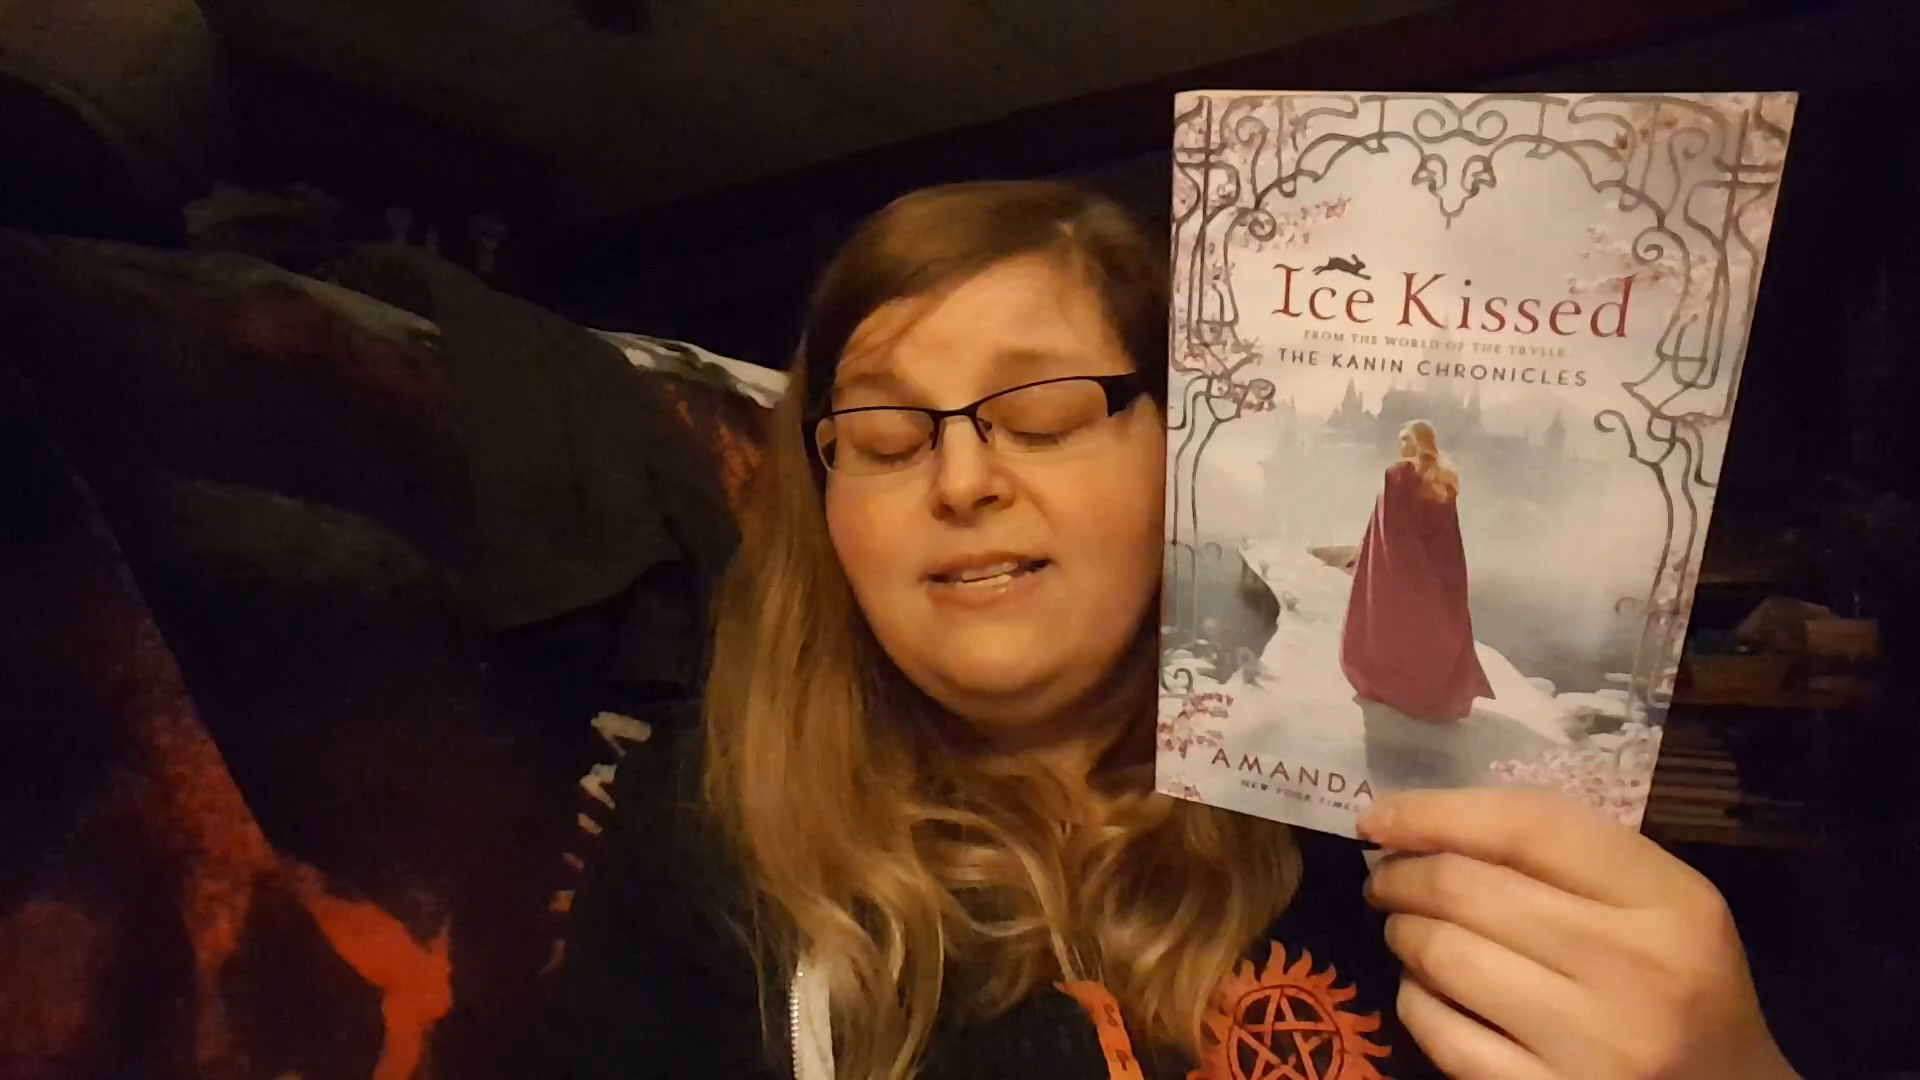 Ice Kissed
FROM THE WORLD OF THE TRYLLE
THE KANIN CHRONICLES
AMANDA
NEW YORK TIMES